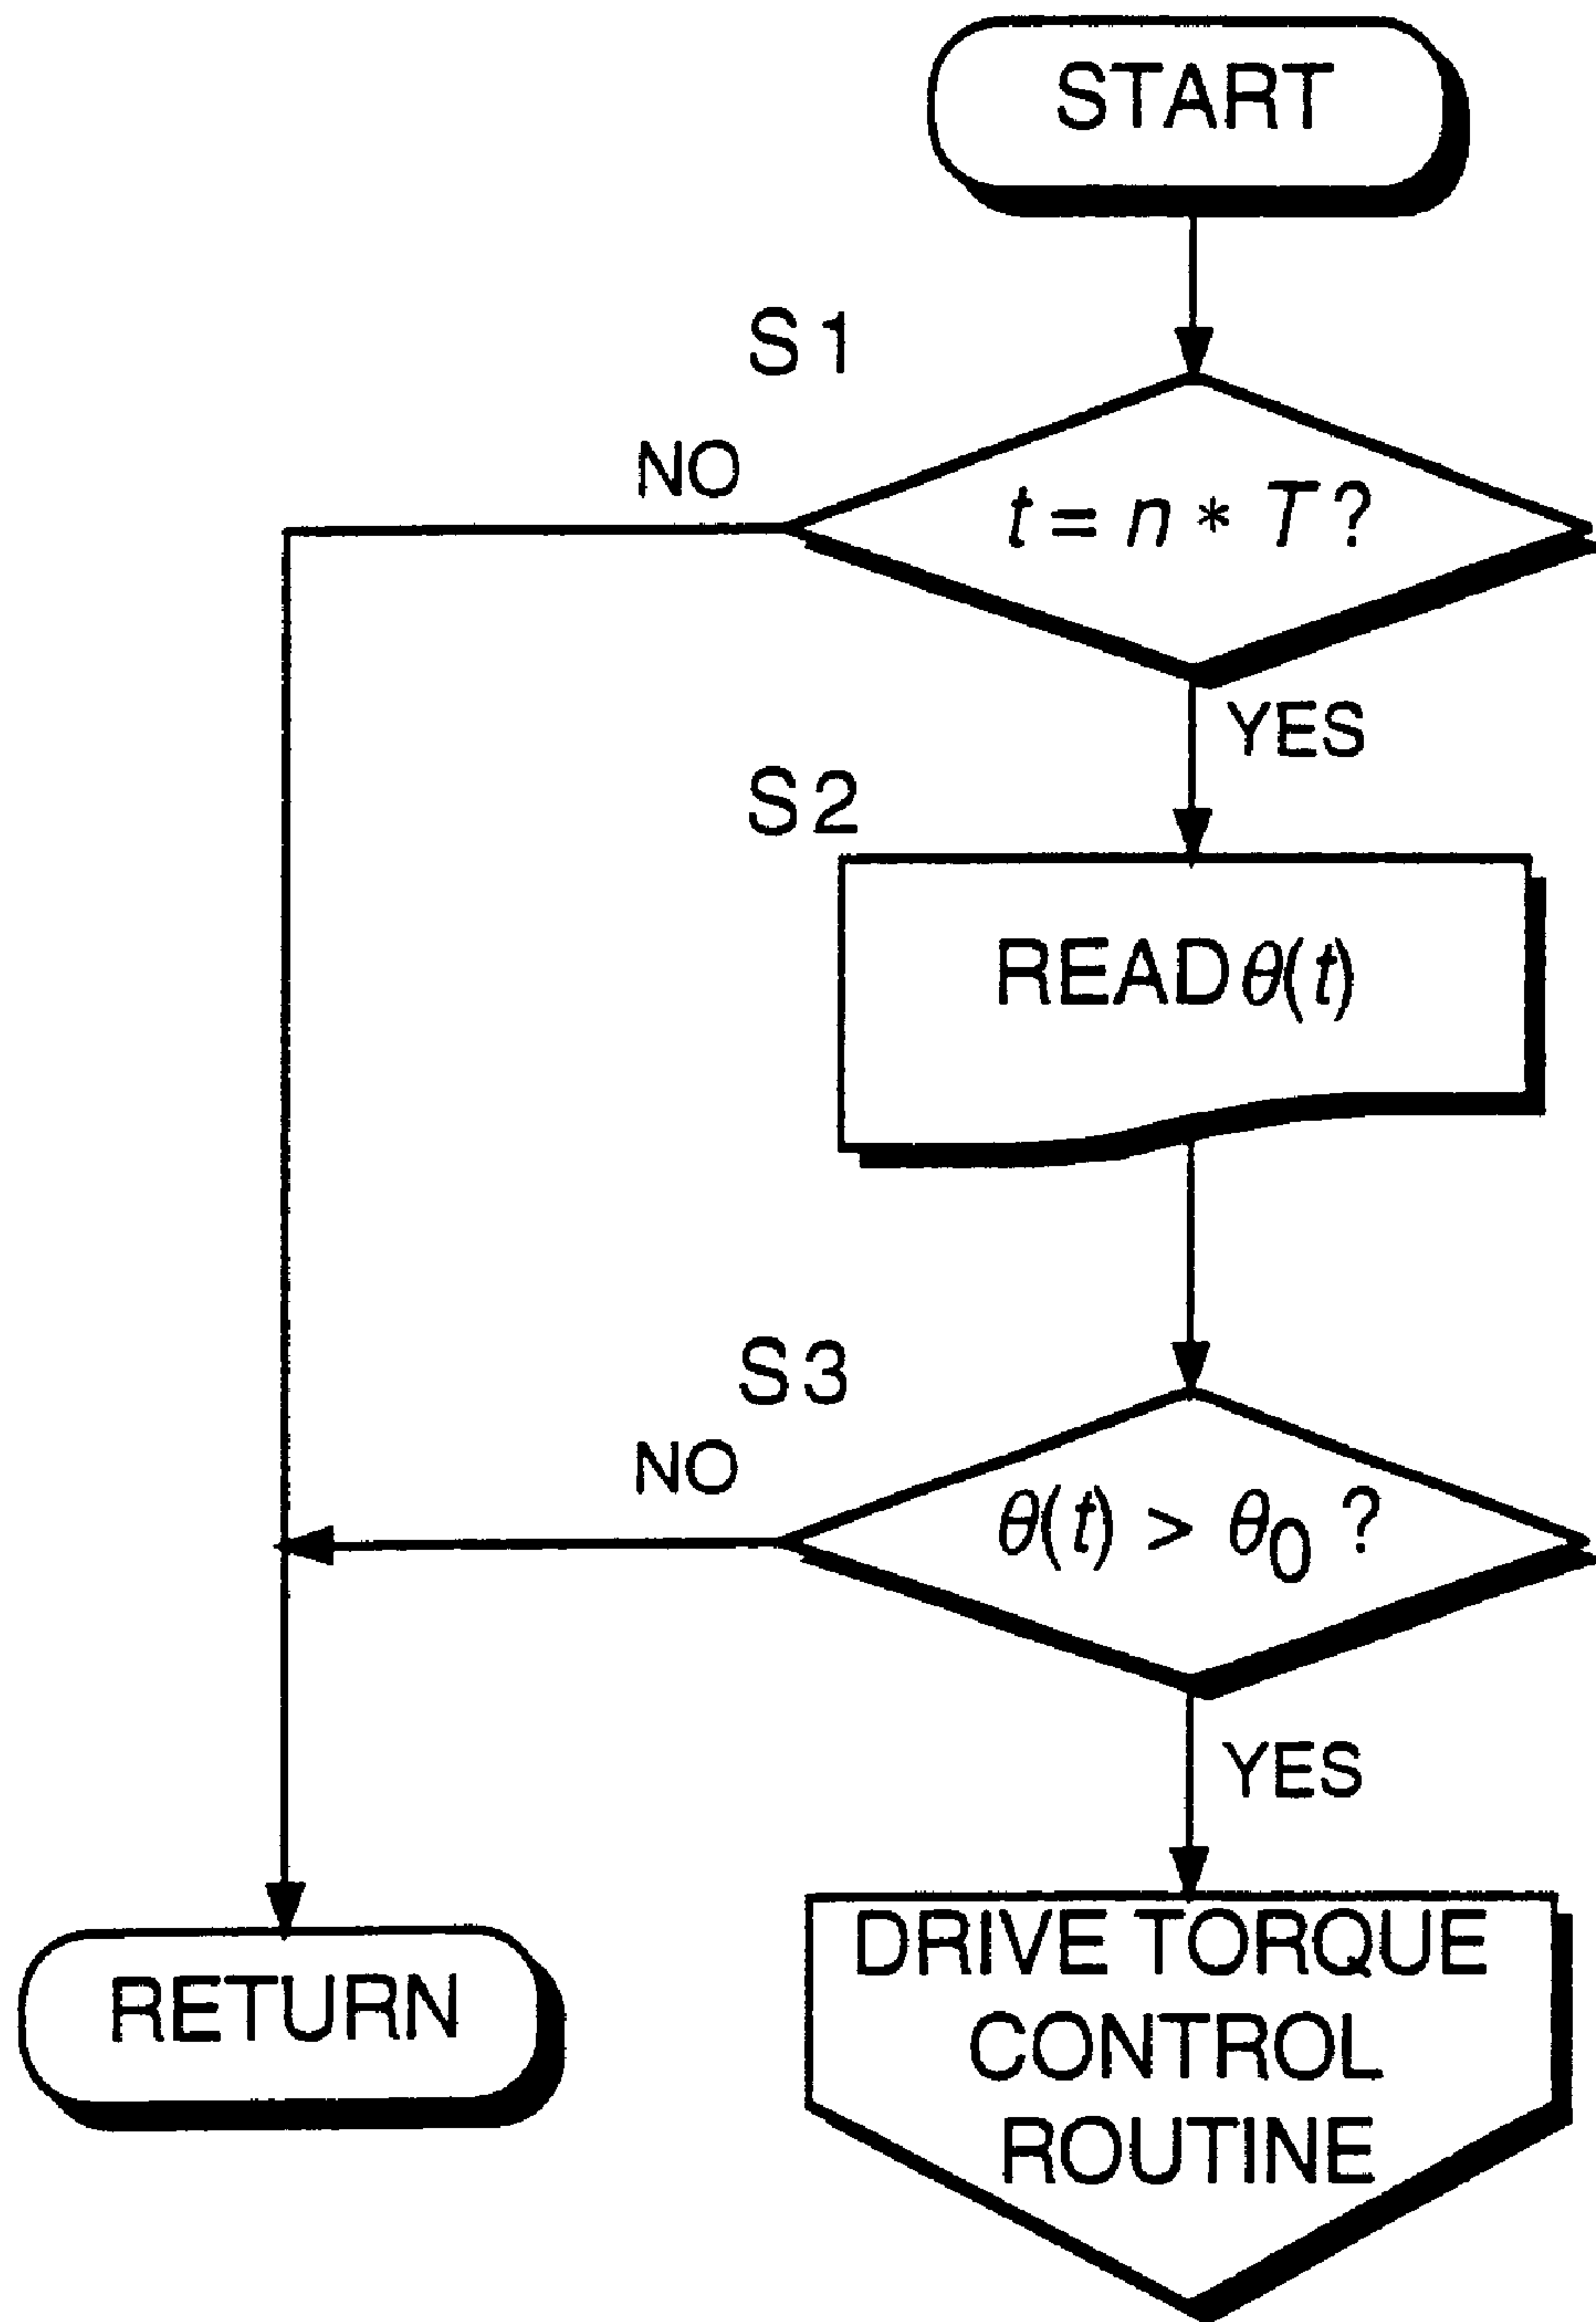 START
S1
NO
t = n * T ?
YES
S2
READ θ(t)
S3
NO
θ(t) > θ0 ?
YES
RETURN
DRIVE TORQUE
CONTROL
ROUTINE